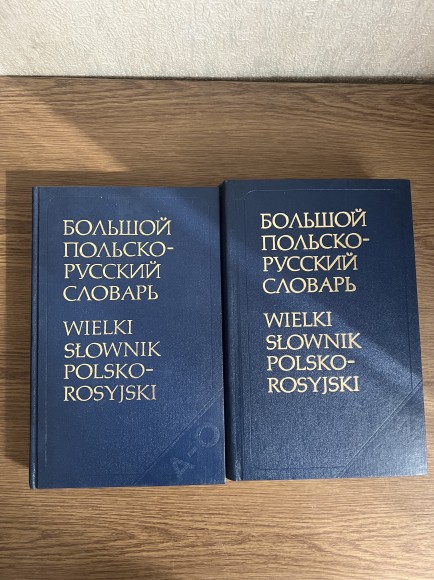 БОЛЬШОЙ
ПОЛЬСКО-
РУССКИЙ
СЛОВАРЬ
WIELKI
SŁOWNIK
POLSKO-
ROSYJSKI
А-О
БОЛЬШОЙ
ПОЛЬСКО-
РУССКИЙ
СЛОВАРЬ
WIELKI
SŁOWNIK
POLSKO-
ROSYJSKI